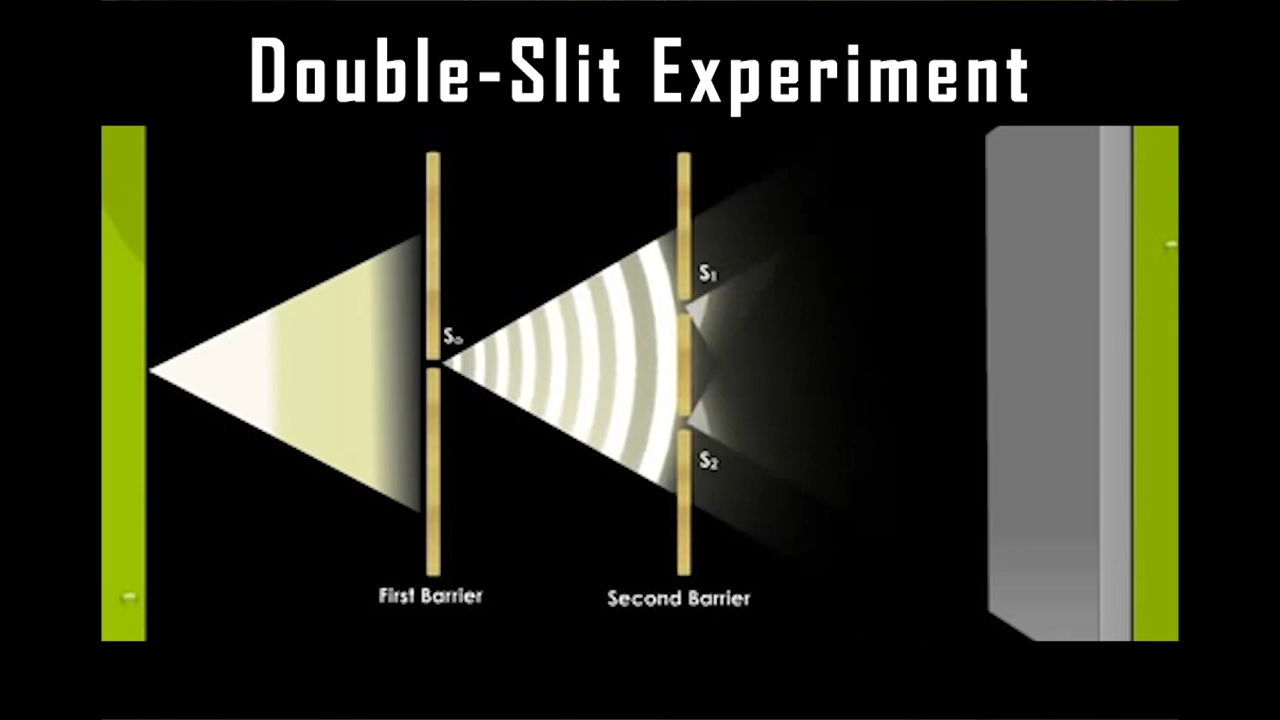 Double-Slit Experiment
S₁
S₀
S₂
First Barrier
Second Barrier